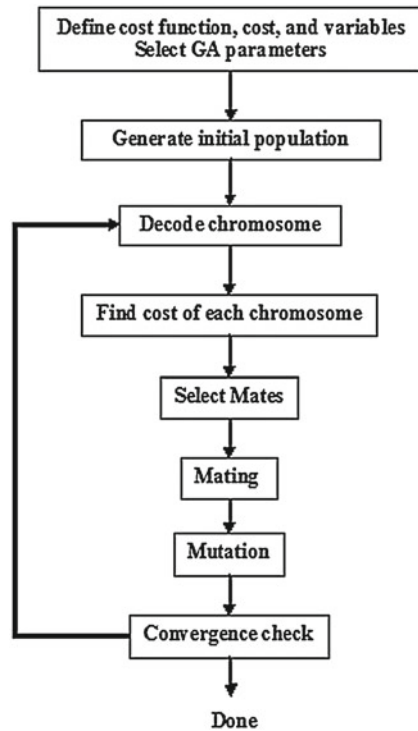 Define cost function, cost, and variables
Select GA parameters
Generate initial population
Decode chromosome
Find cost of each chromosome
Select Mates
Mating
Mutation
Convergence check
Done